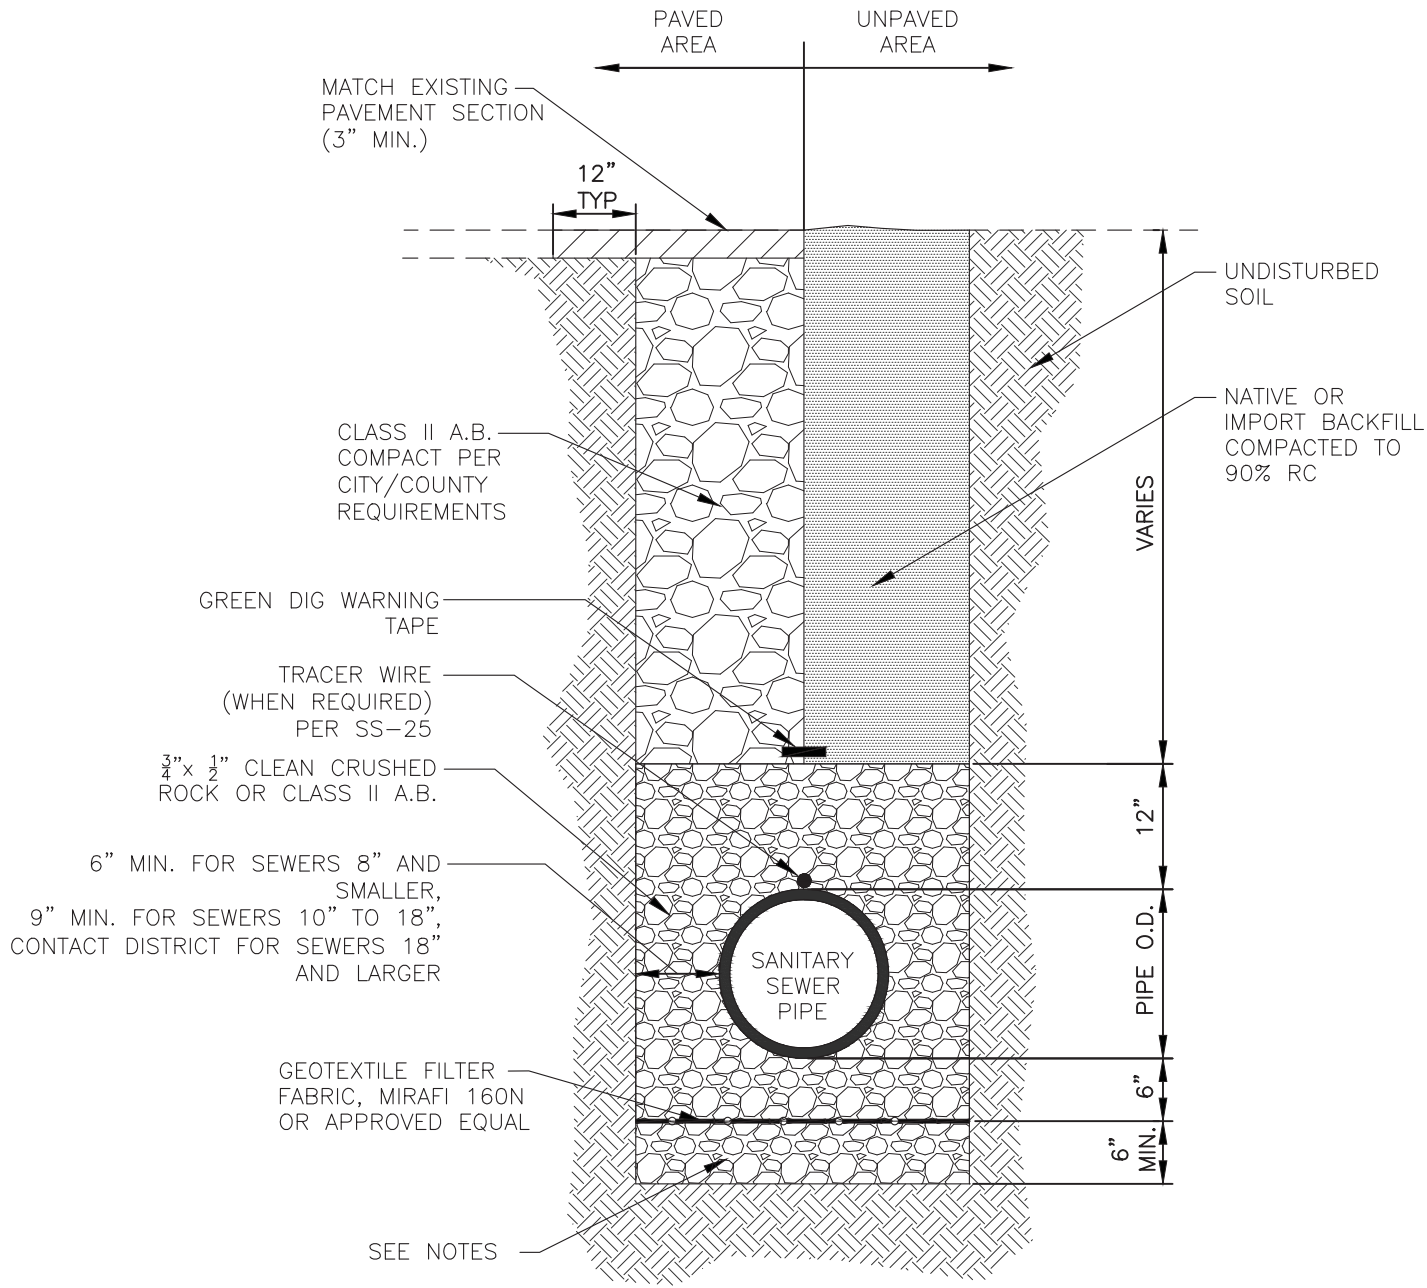 PAVED
AREA
UNPAVED
AREA
MATCH EXISTING
PAVEMENT SECTION
(3” MIN.)
12”
TYP
UNDISTURBED
SOIL
NATIVE OR
IMPORT BACKFILL
COMPACTED TO
90% RC
CLASS II A.B.
COMPACT PER
CITY/COUNTY
REQUIREMENTS
VARIES
GREEN DIG WARNING
TAPE
TRACER WIRE
(WHEN REQUIRED)
PER SS-25
3/4”x 1/2” CLEAN CRUSHED
ROCK OR CLASS II A.B.
12”
6” MIN. FOR SEWERS 8” AND
SMALLER,
9” MIN. FOR SEWERS 10” TO 18”,
CONTACT DISTRICT FOR SEWERS 18”
AND LARGER
SANITARY
SEWER
PIPE
PIPE O.D.
GEOTEXTILE FILTER
FABRIC, MIRAFI 160N
OR APPROVED EQUAL
6”
6”
MIN.
SEE NOTES